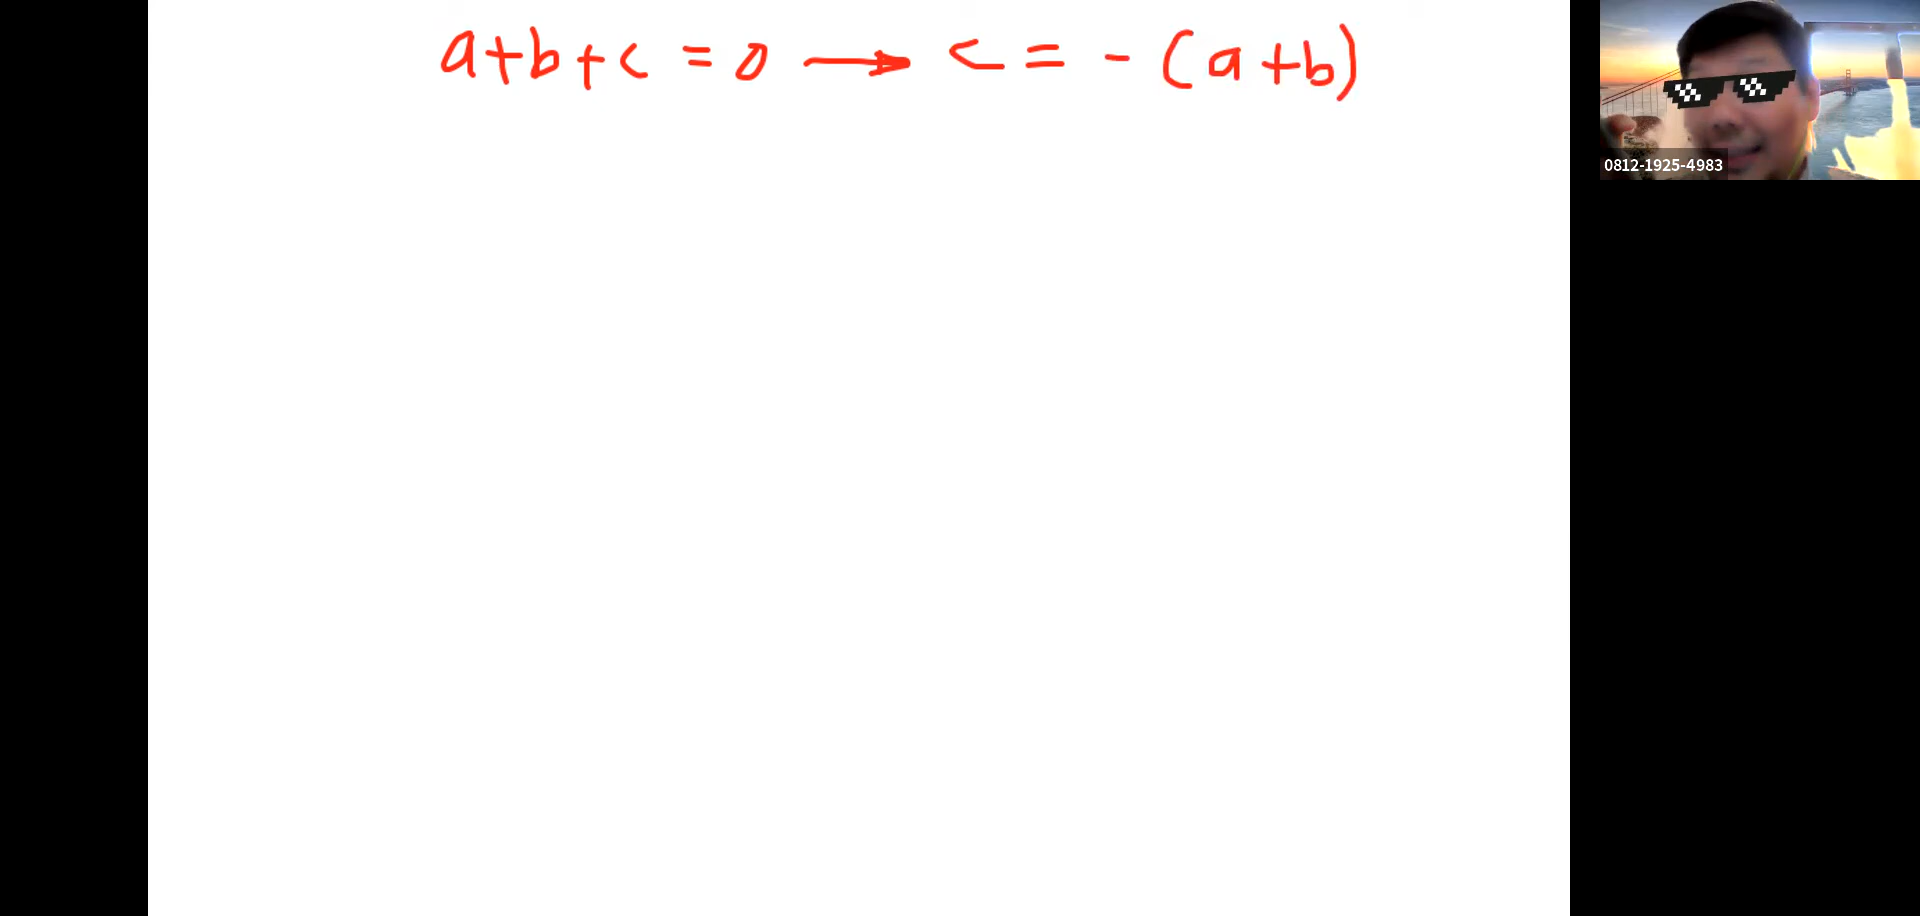 a+b+c = 0 → c = - (a+b)
0812-1925-4983